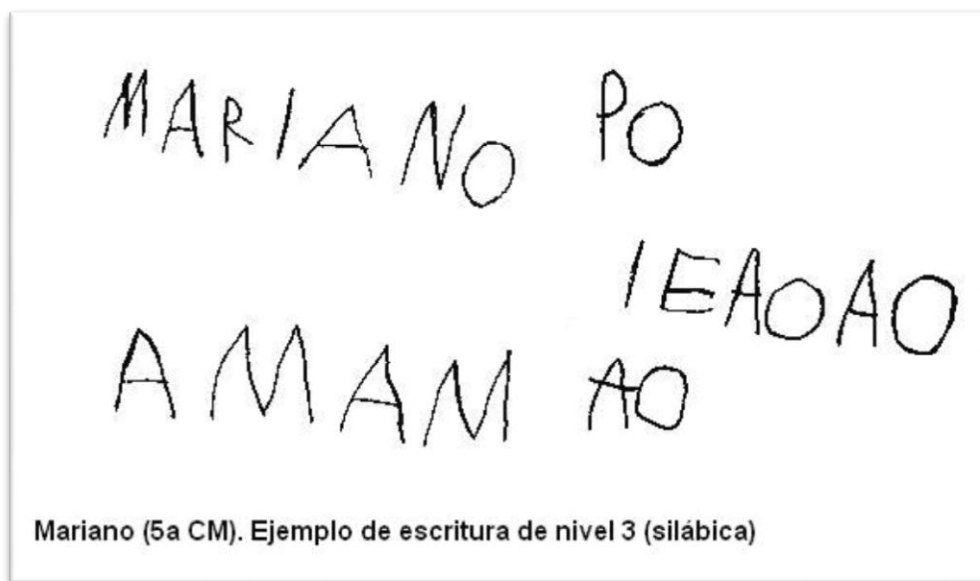 MARIANO PO
IEAOAO
AMAM AO
Mariano (5a CM). Ejemplo de escritura de nivel 3 (silábica)